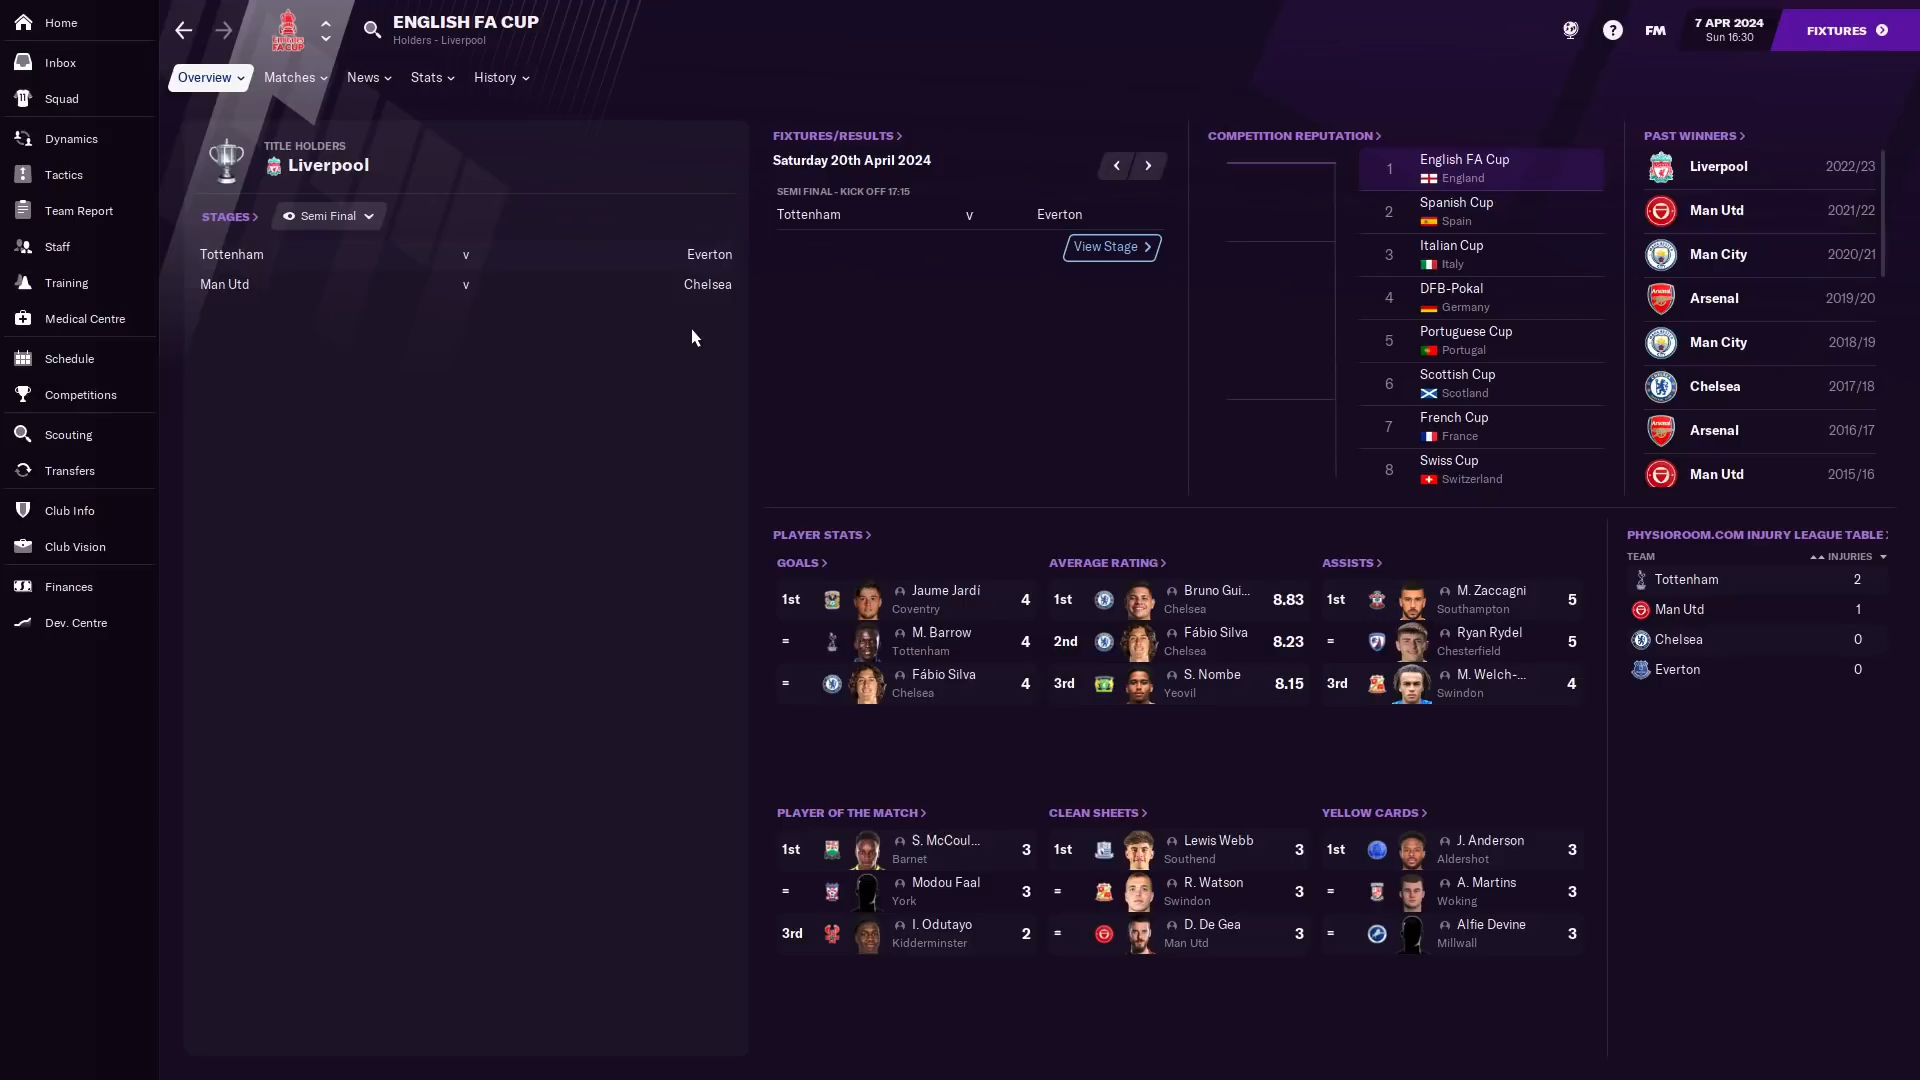 Home
Inbox
Squad
Dynamics
Tactics
Team Report
Staff
Training
Medical Centre
Schedule
Competitions
Scouting
Transfers
Club Info
Club Vision
Finances
Dev. Centre
ENGLISH FA CUP
Holders - Liverpool
FM
7 APR 2024
Sun 16:30
FIXTURES
Overview
Matches
News
Stats
History
TITLE HOLDERS
Liverpool
STAGES
Semi Final
Tottenham v Everton
Man Utd v Chelsea
FIXTURES/RESULTS
Saturday 20th April 2024
SEMI FINAL - KICK OFF 17:15
Tottenham v Everton
View Stage
COMPETITION REPUTATION
1 English FA Cup
England
2 Spanish Cup
Spain
3 Italian Cup
Italy
4 DFB-Pokal
Germany
5 Portuguese Cup
Portugal
6 Scottish Cup
Scotland
7 French Cup
France
8 Swiss Cup
Switzerland
PAST WINNERS
Liverpool 2022/23
Man Utd 2021/22
Man City 2020/21
Arsenal 2019/20
Man City 2018/19
Chelsea 2017/18
Arsenal 2016/17
Man Utd 2015/16
PLAYER STATS
GOALS
1st Jaume Jardí 4
Coventry
= M. Barrow 4
Tottenham
= Fábio Silva 4
Chelsea
AVERAGE RATING
1st Bruno Gui... 8.83
Chelsea
2nd Fábio Silva 8.23
Chelsea
3rd S. Nombe 8.15
Yeovil
ASSISTS
1st M. Zaccagni 5
Southampton
= Ryan Rydel 5
Chesterfield
3rd M. Welch-... 4
Swindon
PLAYER OF THE MATCH
1st S. McCoul... 3
Barnet
= Modou Faal 3
York
3rd I. Odutayo 2
Kidderminster
CLEAN SHEETS
1st Lewis Webb 3
Southend
= R. Watson 3
Swindon
= D. De Gea 3
Man Utd
YELLOW CARDS
1st J. Anderson 3
Aldershot
= A. Martins 3
Woking
= Alfie Devine 3
Millwall
PHYSIOROOM.COM INJURY LEAGUE TABLE
TEAM INJURIES
Tottenham 2
Man Utd 1
Chelsea 0
Everton 0